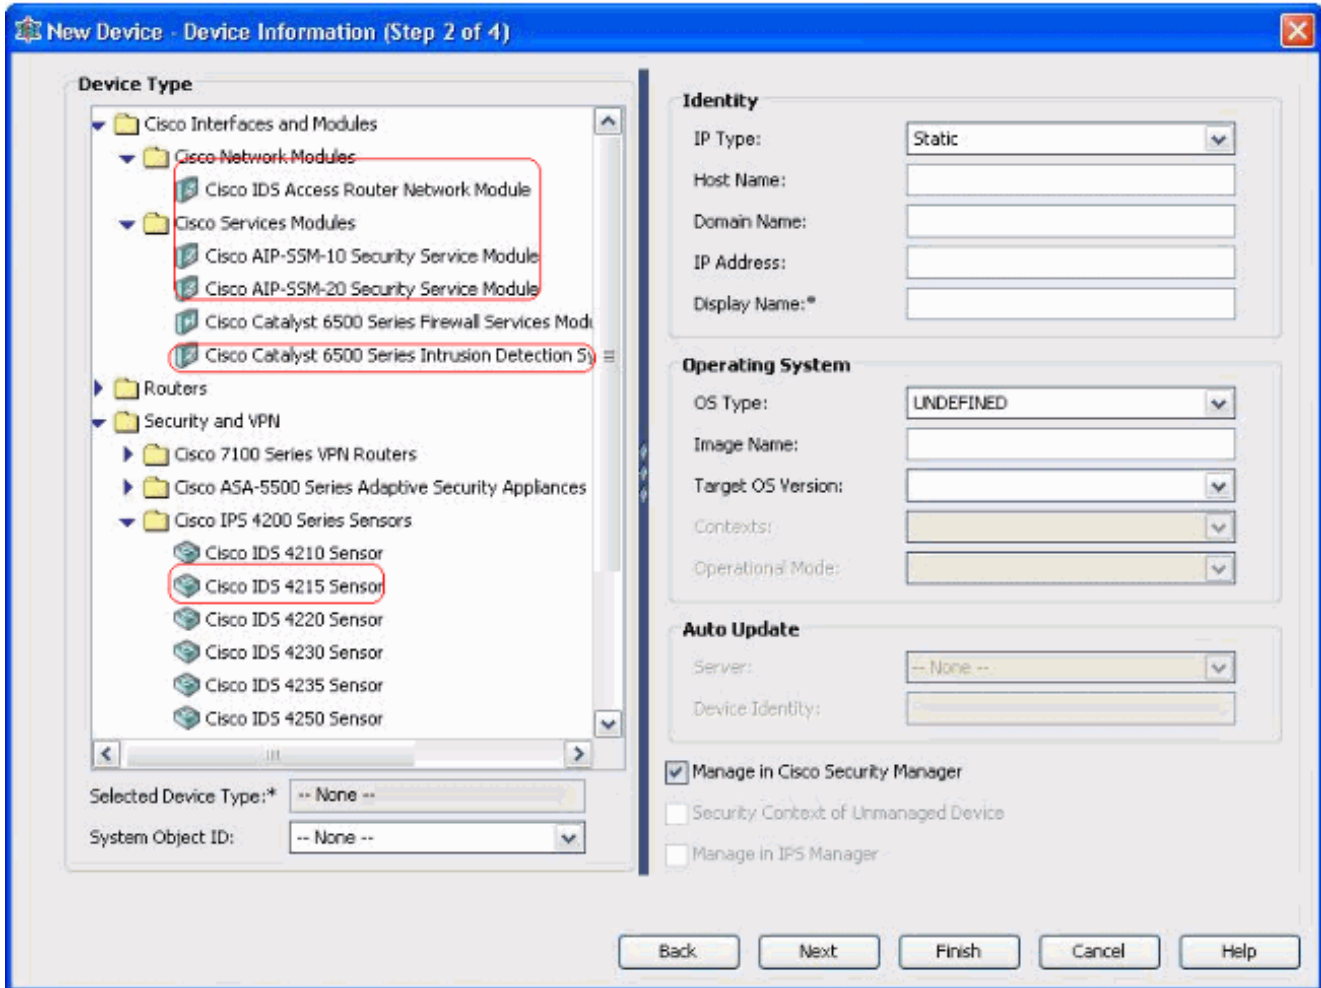 New Device - Device Information (Step 2 of 4)
Device Type
Cisco Interfaces and Modules
Cisco Network Modules
Cisco IDS Access Router Network Module
Cisco Services Modules
Cisco AIP-SSM-10 Security Service Module
Cisco AIP-SSM-20 Security Service Module
Cisco Catalyst 6500 Series Firewall Services Modu
Cisco Catalyst 6500 Series Intrusion Detection Sy
Routers
Security and VPN
Cisco 7100 Series VPN Routers
Cisco ASA-5500 Series Adaptive Security Appliances
Cisco IPS 4200 Series Sensors
Cisco IDS 4210 Sensor
Cisco IDS 4215 Sensor
Cisco IDS 4220 Sensor
Cisco IDS 4230 Sensor
Cisco IDS 4235 Sensor
Cisco IDS 4250 Sensor
Selected Device Type:* -- None --
System Object ID: -- None --
Identity
IP Type: Static
Host Name:
Domain Name:
IP Address:
Display Name:*
Operating System
OS Type: UNDEFINED
Image Name:
Target OS Version:
Contexts:
Operational Mode:
Auto Update
Server: -- None --
Device Identity:
Manage in Cisco Security Manager
Security Context of Unmanaged Device
Manage in IPS Manager
Back Next Finish Cancel Help